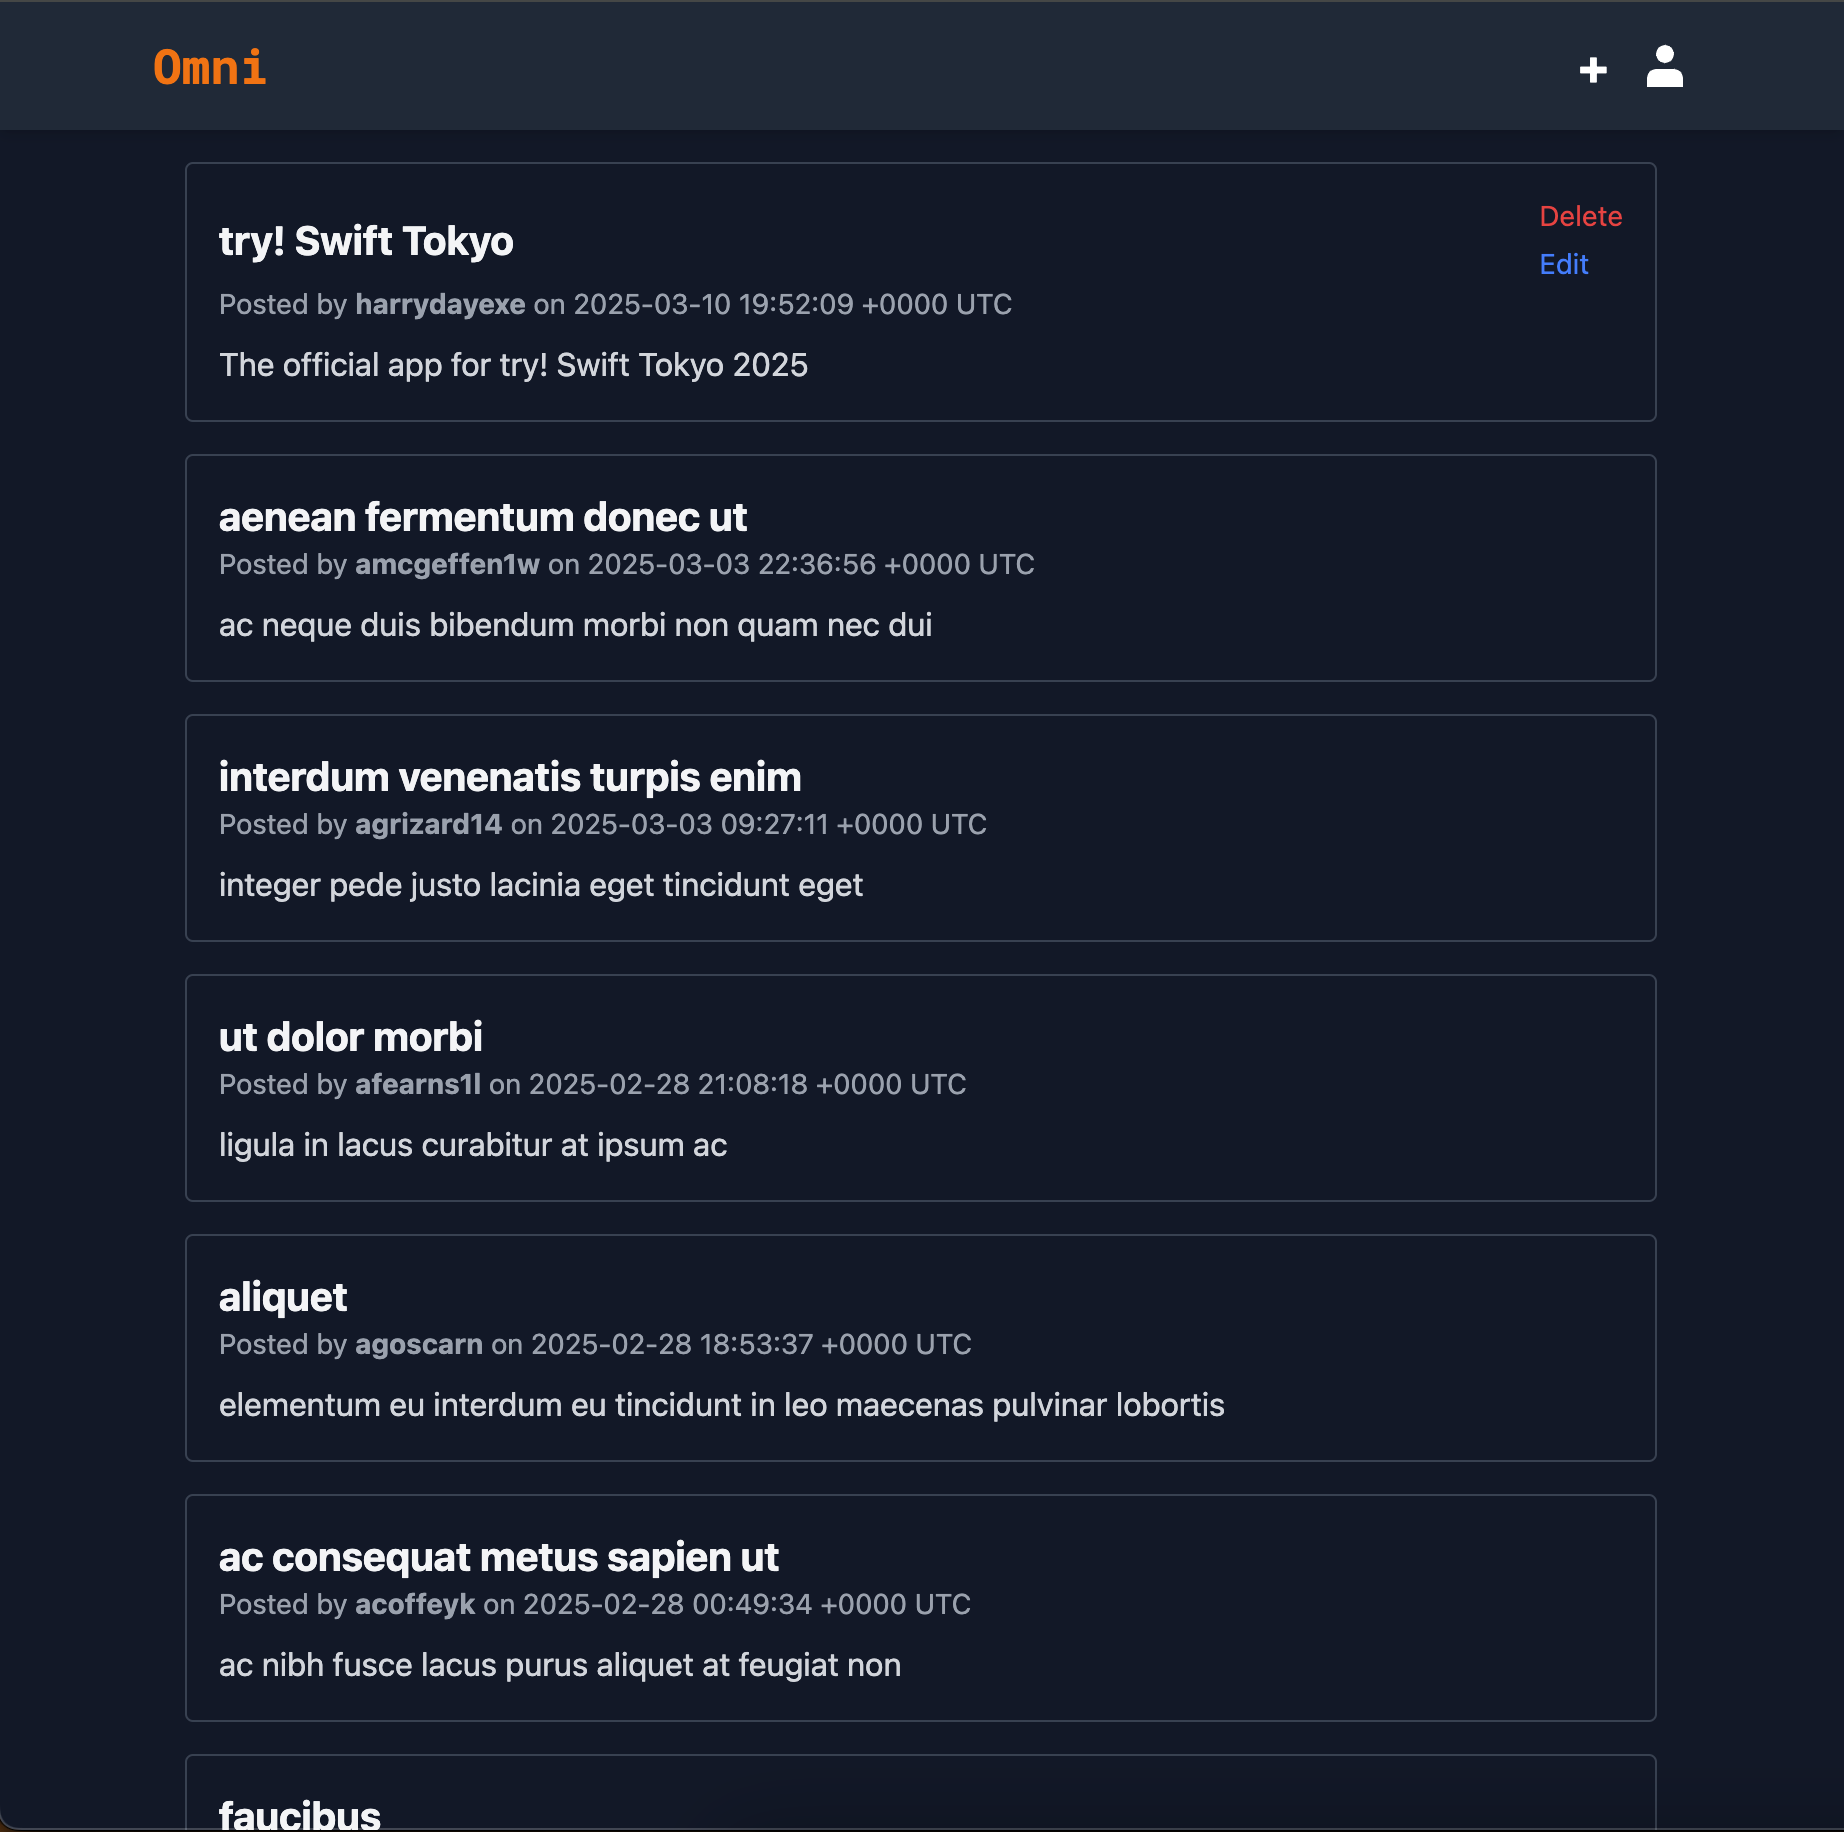 Omni
try! Swift Tokyo
Delete
Edit
Posted by harrydayexe on 2025-03-10 19:52:09 +0000 UTC
The official app for try! Swift Tokyo 2025
aenean fermentum donec ut
Posted by amcgeffen1w on 2025-03-03 22:36:56 +0000 UTC
ac neque duis bibendum morbi non quam nec dui
interdum venenatis turpis enim
Posted by agrizard14 on 2025-03-03 09:27:11 +0000 UTC
integer pede justo lacinia eget tincidunt eget
ut dolor morbi
Posted by afearns1l on 2025-02-28 21:08:18 +0000 UTC
ligula in lacus curabitur at ipsum ac
aliquet
Posted by agoscarn on 2025-02-28 18:53:37 +0000 UTC
elementum eu interdum eu tincidunt in leo maecenas pulvinar lobortis
ac consequat metus sapien ut
Posted by acoffeyk on 2025-02-28 00:49:34 +0000 UTC
ac nibh fusce lacus purus aliquet at feugiat non
faucibus